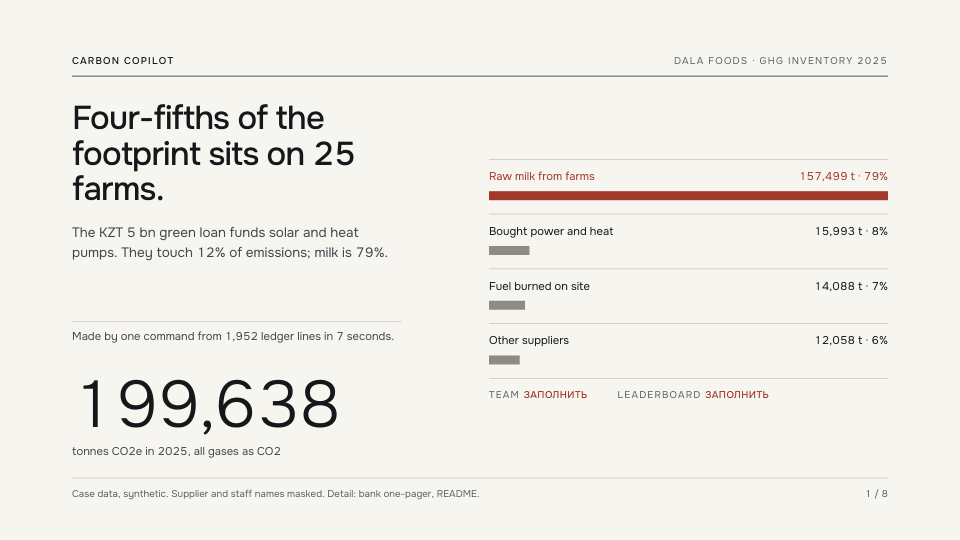 CARBON COPILOT
DALA FOODS · GHG INVENTORY 2025
Four-fifths of the
footprint sits on 25
farms.
The KZT 5 bn green loan funds solar and heat
pumps. They touch 12% of emissions; milk is 79%.
Made by one command from 1,952 ledger lines in 7 seconds.
199,638
tonnes CO2e in 2025, all gases as CO2
Raw milk from farms 157,499 t · 79%
Bought power and heat 15,993 t · 8%
Fuel burned on site 14,088 t · 7%
Other suppliers 12,058 t · 6%
TEAM ЗАПОЛНИТЬ LEADERBOARD ЗАПОЛНИТЬ
Case data, synthetic. Supplier and staff names masked. Detail: bank one-pager, README.
1 / 8